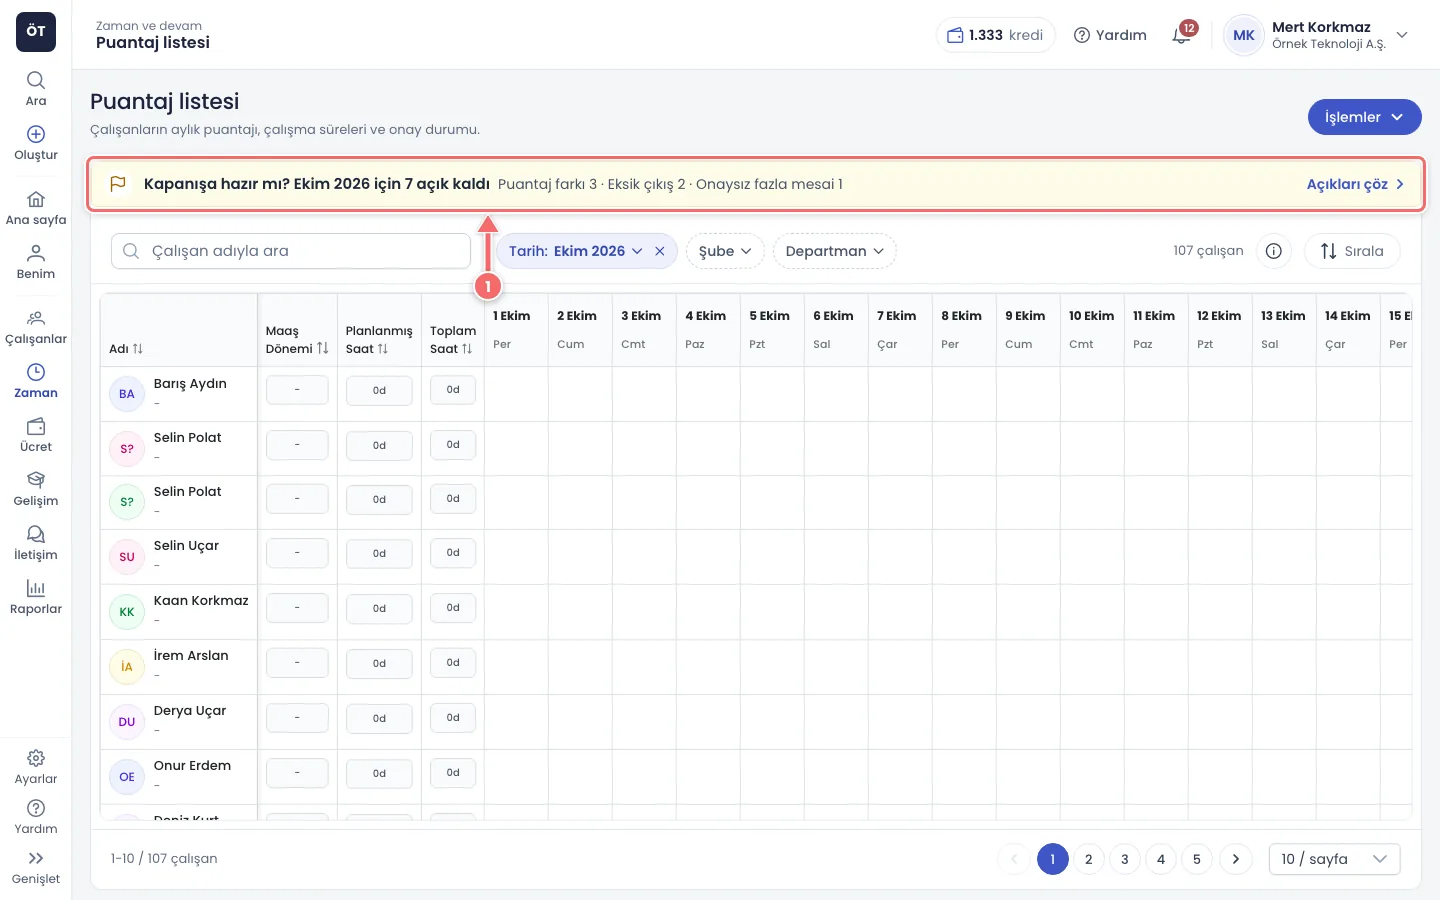 ÖT
Ara
Oluştur
Ana sayfa
Benim
Çalışanlar
Zaman
Ücret
Gelişim
İletişim
Raporlar
Ayarlar
Yardım
Genişlet
Zaman ve devam
Puantaj listesi
1.333 kredi
Yardım
12
MK
Mert Korkmaz
Örnek Teknoloji A.Ş.
Puantaj listesi
Çalışanların aylık puantajı, çalışma süreleri ve onay durumu.
İşlemler
Kapanışa hazır mı? Ekim 2026 için 7 açık kaldı Puantaj farkı 3 · Eksik çıkış 2 · Onaysız fazla mesai 1
Açıkları çöz
1
Çalışan adıyla ara
Tarih: Ekim 2026
Şube
Departman
107 çalışan
Sırala
Adı
Maaş Dönemi
Planlanmış Saat
Toplam Saat
1 Ekim Per
2 Ekim Cum
3 Ekim Cmt
4 Ekim Paz
5 Ekim Pzt
6 Ekim Sal
7 Ekim Çar
8 Ekim Per
9 Ekim Cum
10 Ekim Cmt
11 Ekim Paz
12 Ekim Pzt
13 Ekim Sal
14 Ekim Çar
15 E Per
BA Barış Aydın - - 0d 0d
S? Selin Polat - - 0d 0d
S? Selin Polat - - 0d 0d
SU Selin Uçar - - 0d 0d
KK Kaan Korkmaz - - 0d 0d
İA İrem Arslan - - 0d 0d
DU Derya Uçar - - 0d 0d
OE Onur Erdem - - 0d 0d
Deniz Kurt
1-10 / 107 çalışan
1 2 3 4 5
10 / sayfa